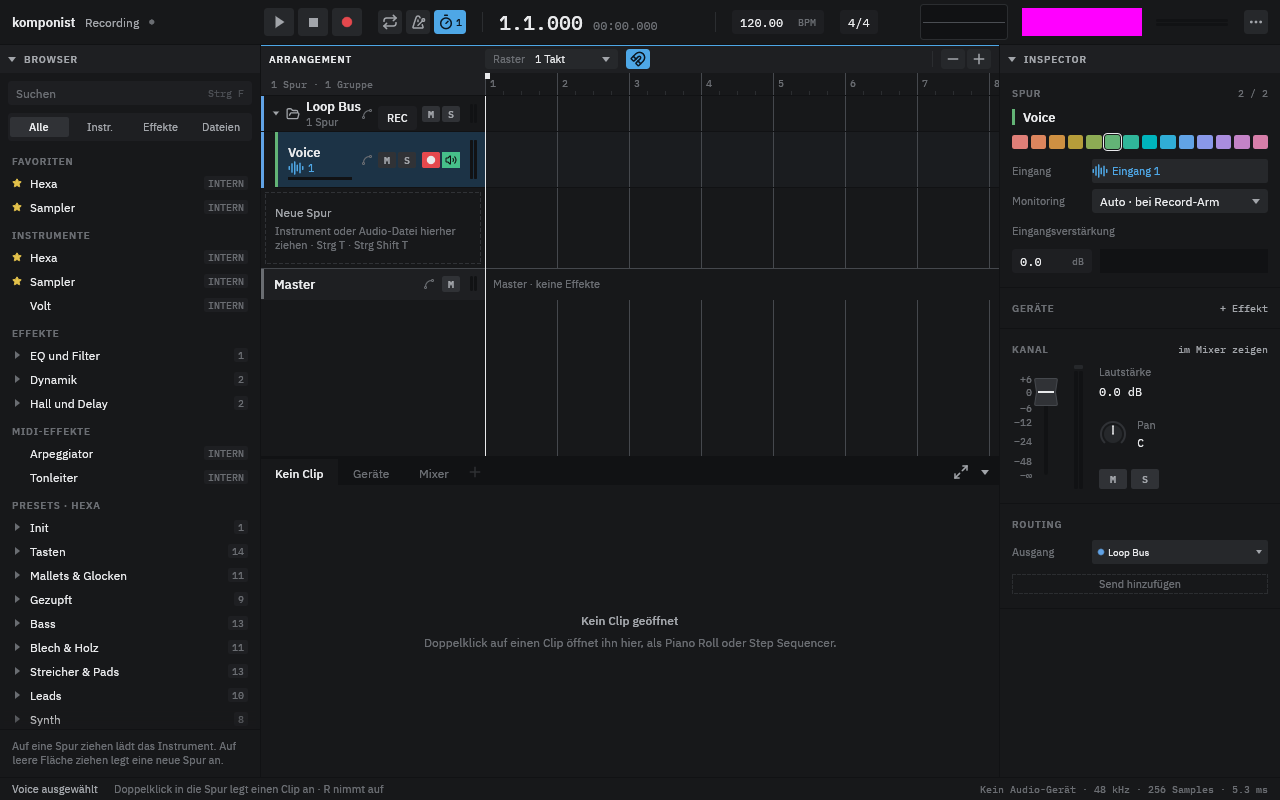 komponist Recording
1
1.1.000 00:00.000
120.00 BPM
4/4
BROWSER
Suchen Strg F
Alle Instr. Effekte Dateien
FAVORITEN
Hexa INTERN
Sampler INTERN
INSTRUMENTE
Hexa INTERN
Sampler INTERN
Volt INTERN
EFFEKTE
EQ und Filter 1
Dynamik 2
Hall und Delay 2
MIDI-EFFEKTE
Arpeggiator INTERN
Tonleiter INTERN
PRESETS · HEXA
Init 1
Tasten 14
Mallets & Glocken 11
Gezupft 9
Bass 13
Blech & Holz 11
Streicher & Pads 13
Leads 10
Synth 8
Auf eine Spur ziehen lädt das Instrument. Auf
leere Fläche ziehen legt eine neue Spur an.
ARRANGEMENT
Raster 1 Takt
1 Spur · 1 Gruppe
1 2 3 4 5 6 7 8
Loop Bus
1 Spur
REC M S
Voice
1
M S
Neue Spur
Instrument oder Audio-Datei hierher
ziehen · Strg T · Strg Shift T
Master M
Master · keine Effekte
Kein Clip Geräte Mixer
Kein Clip geöffnet
Doppelklick auf einen Clip öffnet ihn hier, als Piano Roll oder Step Sequencer.
INSPECTOR
SPUR 2 / 2
Voice
Eingang Eingang 1
Monitoring Auto · bei Record-Arm
Eingangsverstärkung
0.0 dB
GERÄTE + Effekt
KANAL im Mixer zeigen
+6
0
−6
−12
−24
−48
−∞
Lautstärke
0.0 dB
Pan
C
M S
ROUTING
Ausgang Loop Bus
Send hinzufügen
Voice ausgewählt Doppelklick in die Spur legt einen Clip an · R nimmt auf
Kein Audio-Gerät · 48 kHz · 256 Samples · 5.3 ms